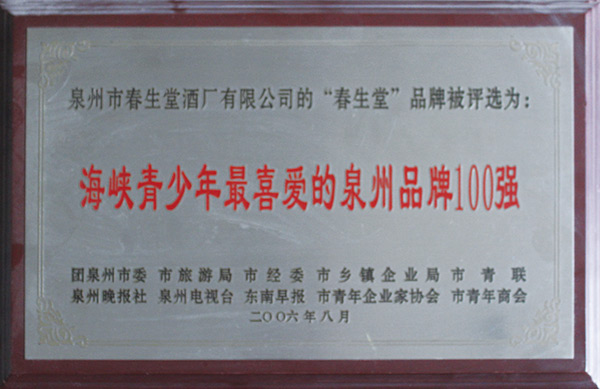 泉州市春生堂酒厂有限公司的“春生堂”品牌被评选为：
海峡青少年最喜爱的泉州品牌100强
团泉州市委 市旅游局 市经委 市乡镇企业局 市青联
泉州晚报社 泉州电视台 东南早报 市青年企业家协会 市青年商会
二〇〇六年八月